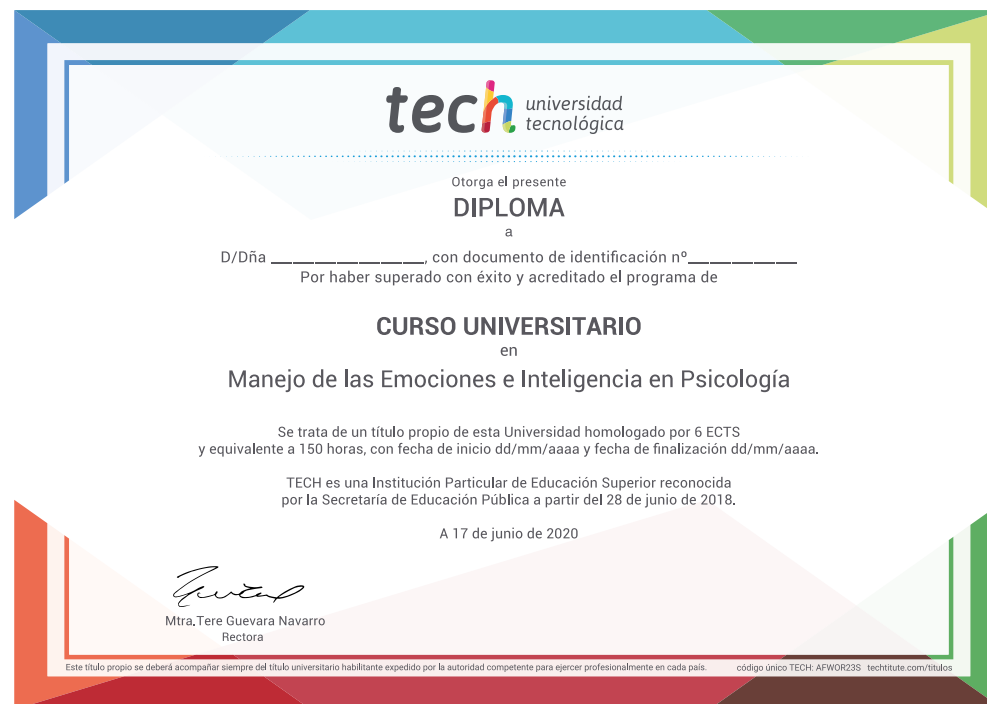 tech universidad
tecnológica
Otorga el presente
DIPLOMA
a
D/Dña ________________, con documento de identificación nº____________
Por haber superado con éxito y acreditado el programa de
CURSO UNIVERSITARIO
en
Manejo de las Emociones e Inteligencia en Psicología
Se trata de un título propio de esta Universidad homologado por 6 ECTS
y equivalente a 150 horas, con fecha de inicio dd/mm/aaaa y fecha de finalización dd/mm/aaaa.
TECH es una Institución Particular de Educación Superior reconocida
por la Secretaría de Educación Pública a partir del 28 de junio de 2018.
A 17 de junio de 2020
Mtra.Tere Guevara Navarro
Rectora
Este título propio se deberá acompañar siempre del título universitario habilitante expedido por la autoridad competente para ejercer profesionalmente en cada país. código único TECH: AFWOR23S techtitute.com/titulos